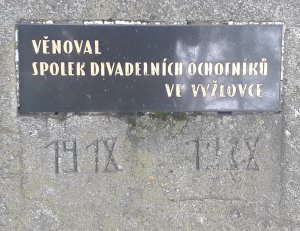 VĚNOVAL
SPOLEK DIVADELNÍCH OCHOTNÍKŮ
VE VYŽLOVCE
1918 1938